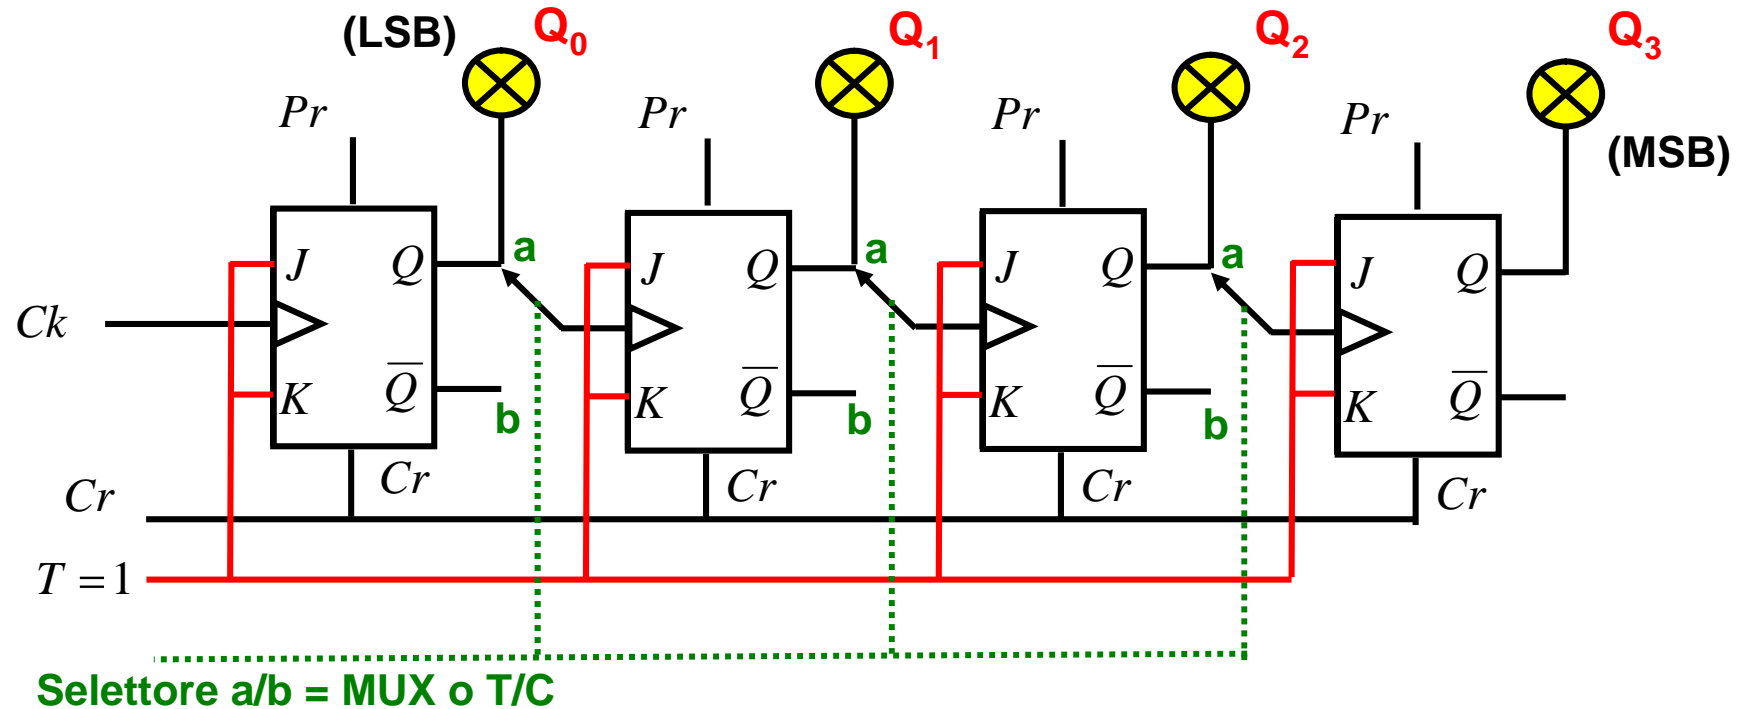 (LSB) Q0 Q1 Q2 Q3
(MSB)
Pr Pr Pr Pr
J Q a J Q a J Q a J Q
Ck
K Q̅ b K Q̅ b K Q̅ b K Q̅
Cr Cr Cr Cr
Cr
T = 1
Selettore a/b = MUX o T/C